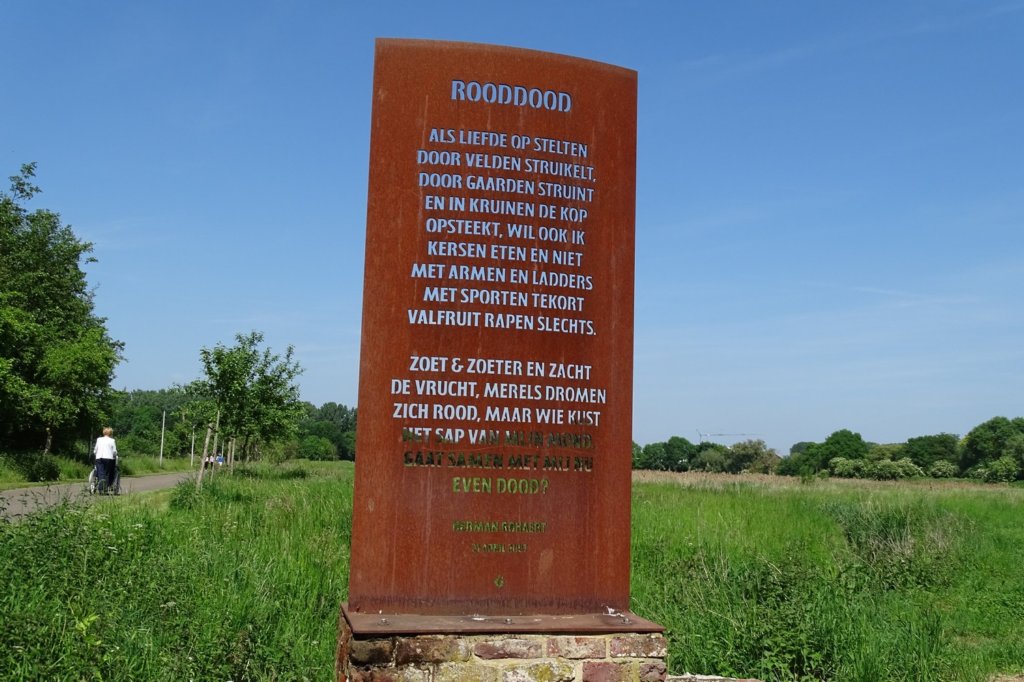 ROODDOOD
ALS LIEFDE OP STELTEN
DOOR VELDEN STRUIKELT,
DOOR GAARDEN STRUINT
EN IN KRUINEN DE KOP
OPSTEEKT, WIL OOK IK
KERSEN ETEN EN NIET
MET ARMEN EN LADDERS
MET SPORTEN TEKORT
VALFRUIT RAPEN SLECHTS.
ZOET & ZOETER EN ZACHT
DE VRUCHT, MERELS DROMEN
ZICH ROOD, MAAR WIE KUST
HET SAP VAN MIJN MOND,
GAAT SAMEN MET MIJ NU
EVEN DOOD?
HERMAN ROHAERT